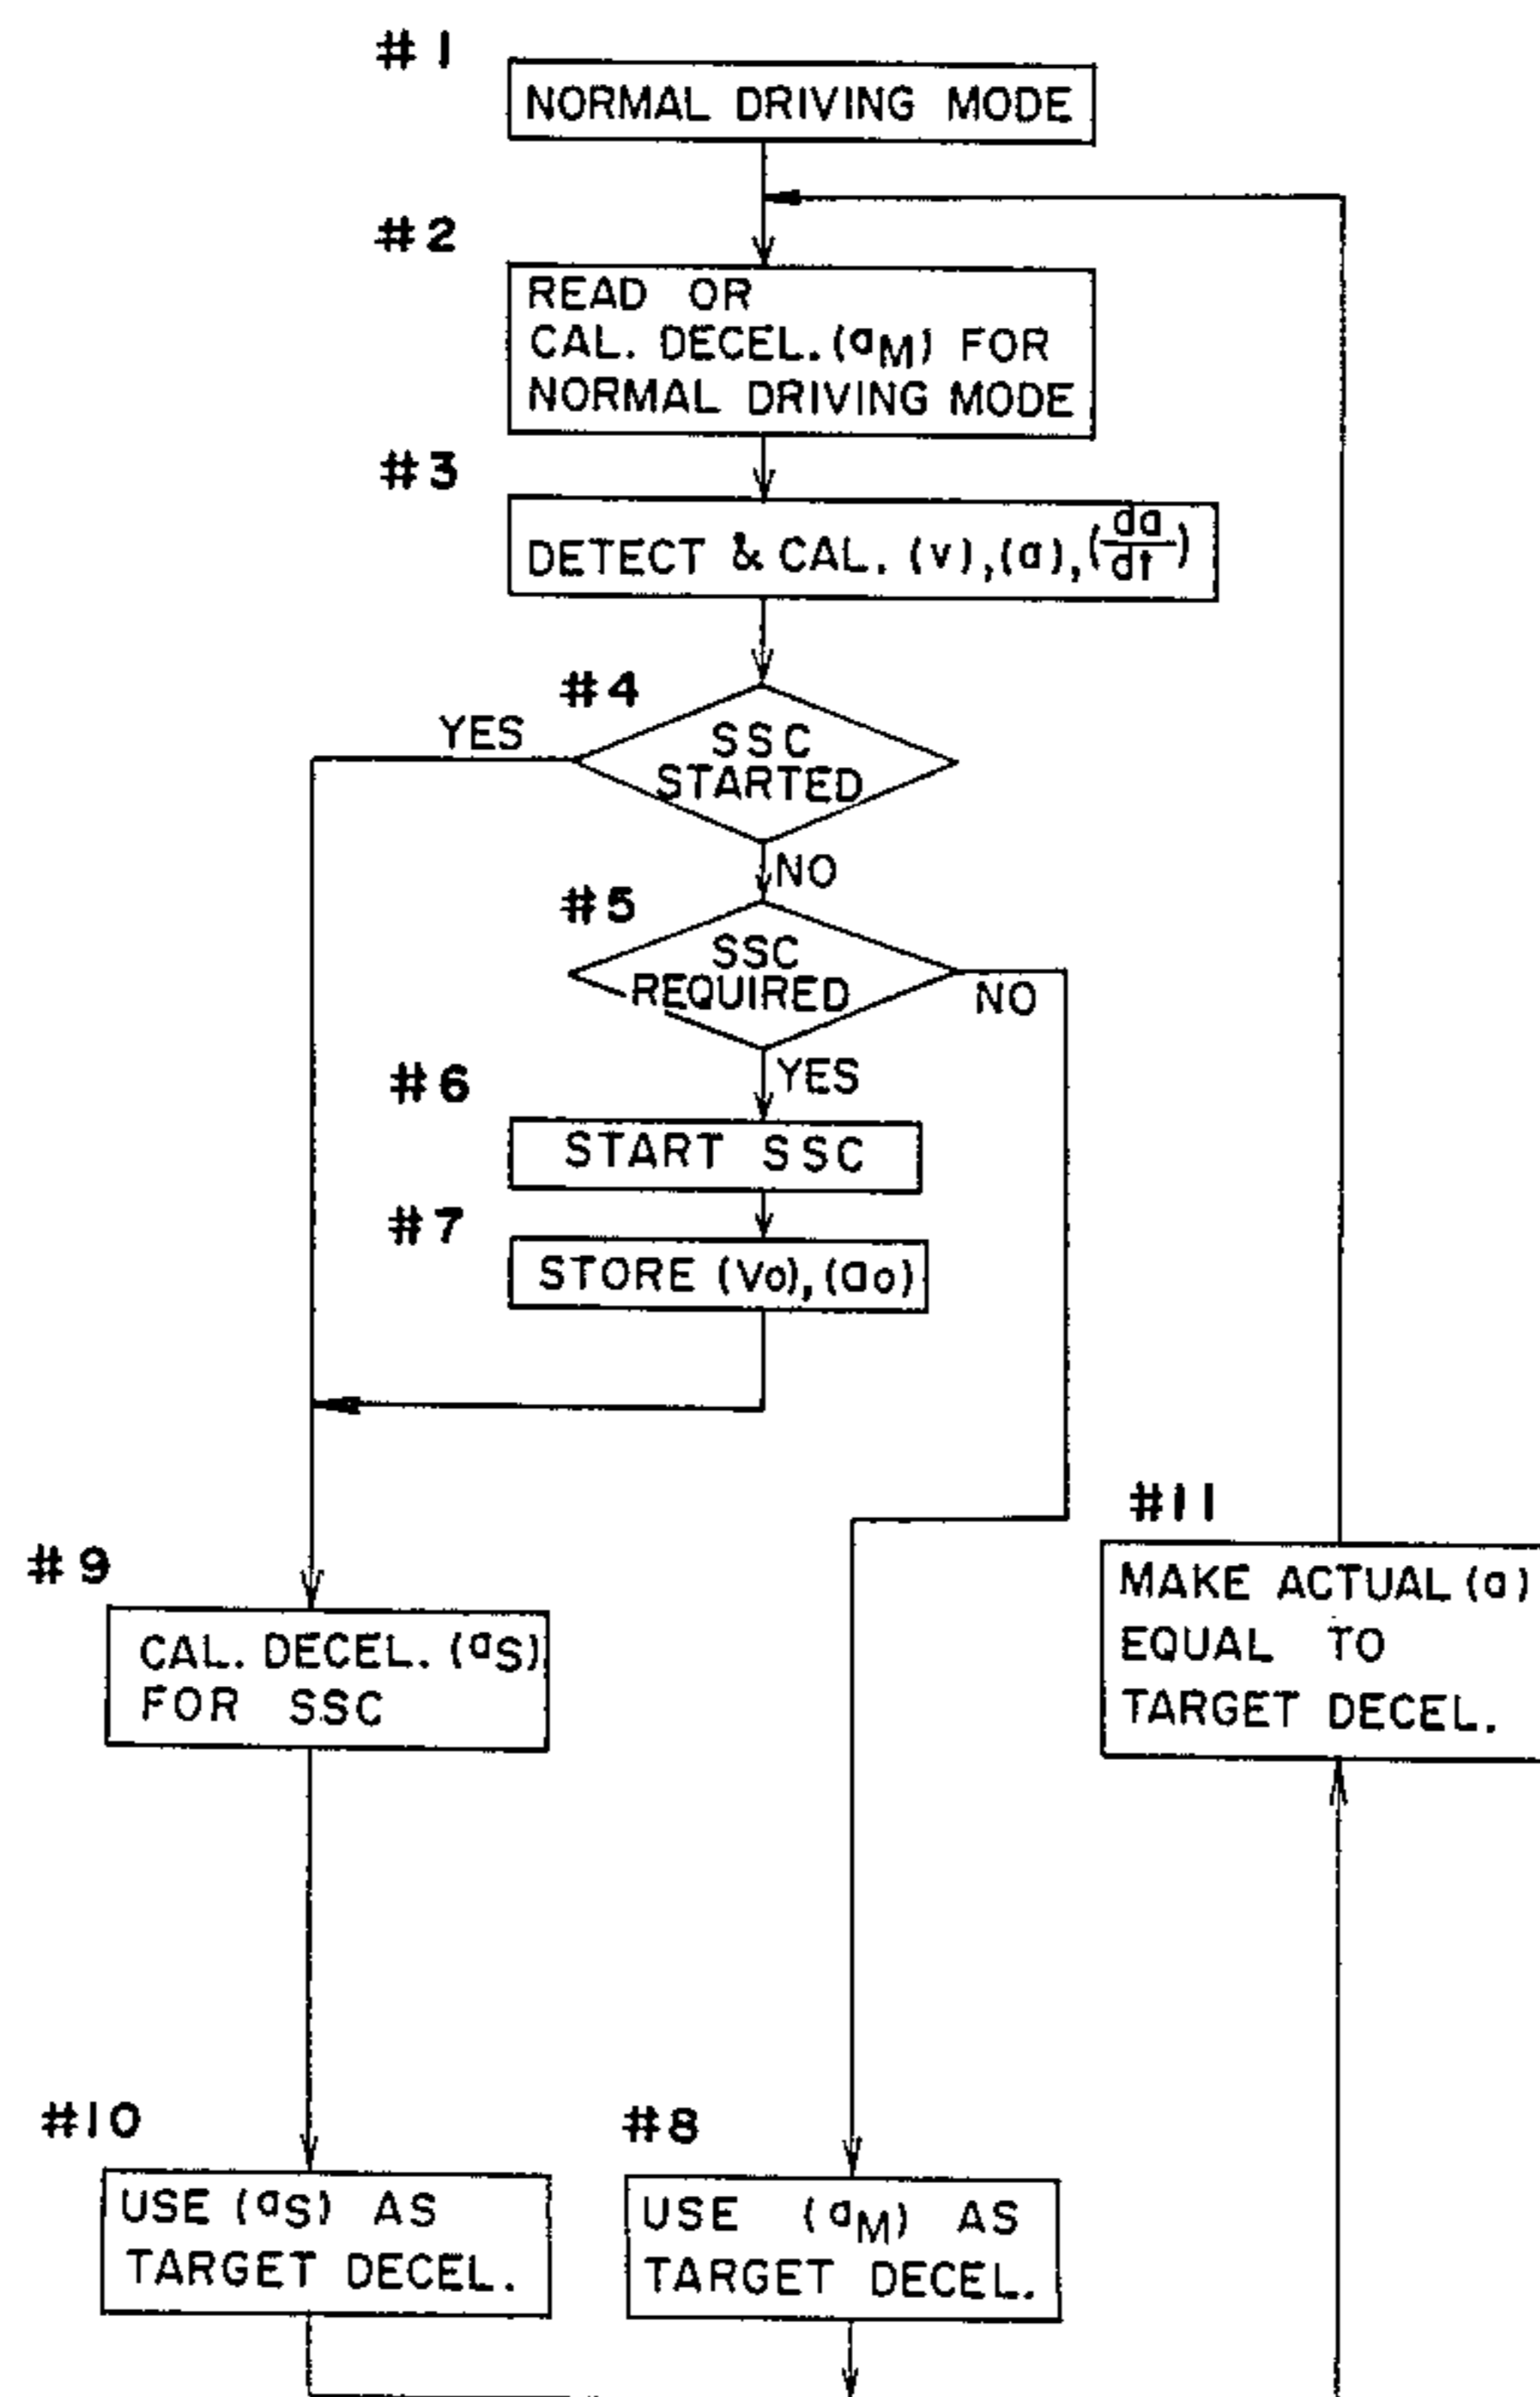 #1
NORMAL DRIVING MODE
#2
READ OR
CAL. DECEL. (aM) FOR
NORMAL DRIVING MODE
#3
DETECT & CAL. (v),(a),(da/dt)
#4
YES
SSC
STARTED
NO
#5
SSC
REQUIRED
NO
YES
#6
START SSC
#7
STORE (Vo),(ao)
#9
CAL. DECEL. (aS)
FOR SSC
#11
MAKE ACTUAL (a)
EQUAL TO
TARGET DECEL.
#10
USE (aS) AS
TARGET DECEL.
#8
USE (aM) AS
TARGET DECEL.